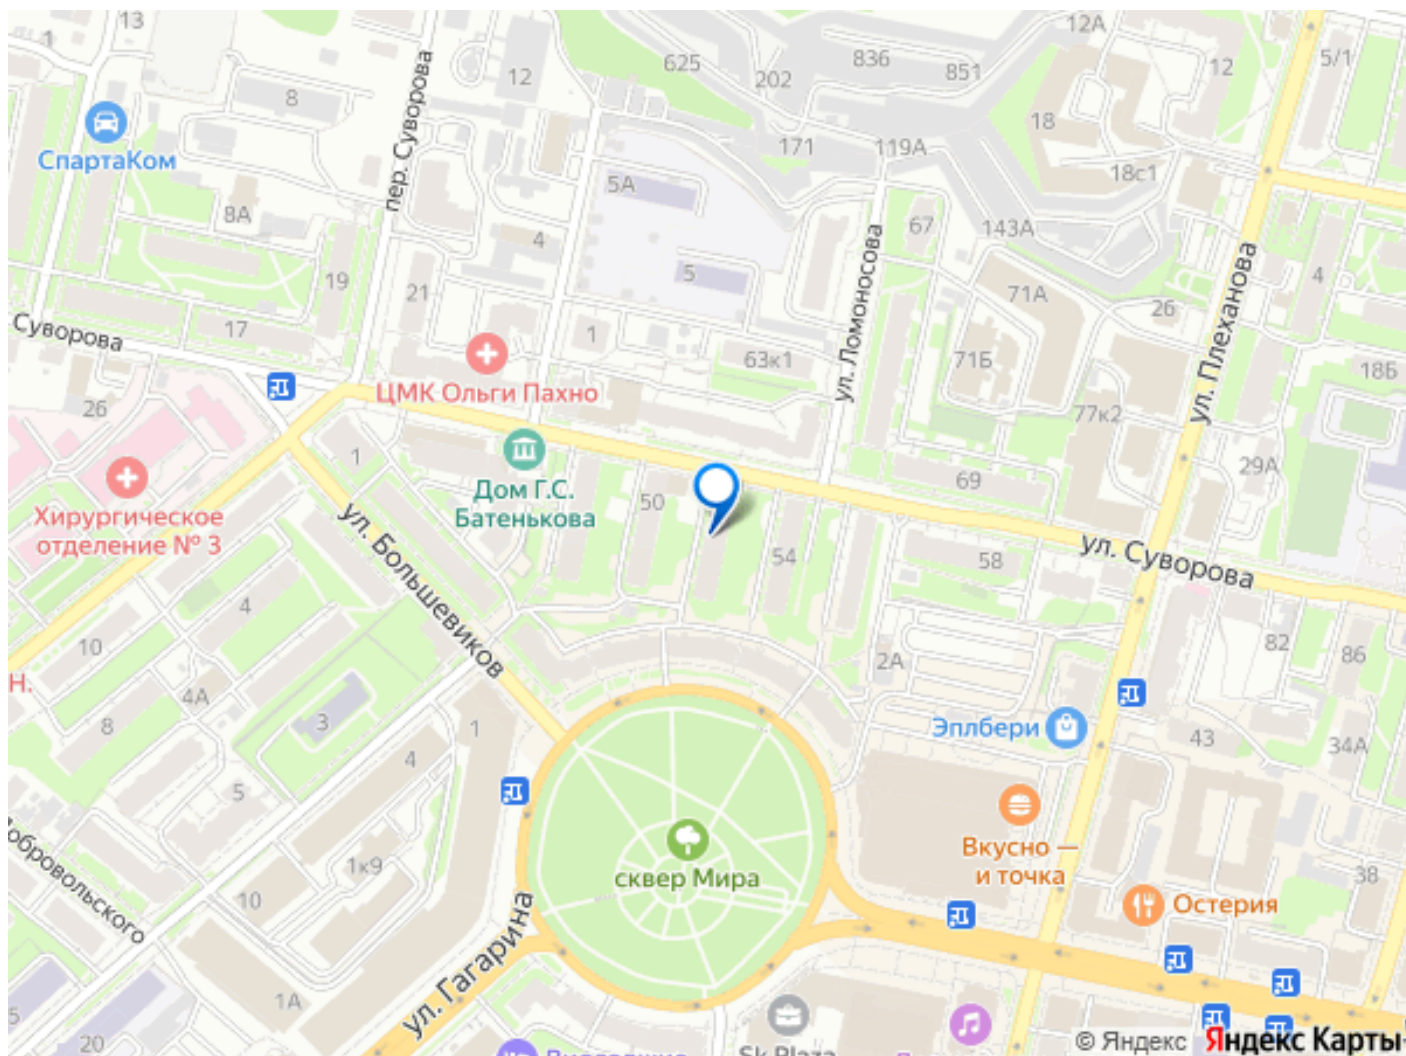 13
1
12
12А
836
5/1
625
202
851
12
8
пер. Суворова
18
СпартаКом
171
119А
5А
18с1
8А
67
4
143А
ул. Ломоносова
ул. Плеханова
19
21
5
71А
4
26
Суворова
17
1
63к1
71Б
18Б
ЦМК Ольги Пахно
26
77к2
1
29А
Дом Г.С.
Батенькова
50
69
Хирургическое
отделение № 3
ул. Большевиков
54
58
ул. Суворова
4
10
82
86
2А
Н.
4А
8
3
1
4
Эплбери
43
34А
5
Добровольского
1к9
сквер Мира
Вкусно —
и точка
38
10
Остерия
ул. Гагарина
1А
5
20
Sk Plaza
© Яндекс
Яндекс Карты